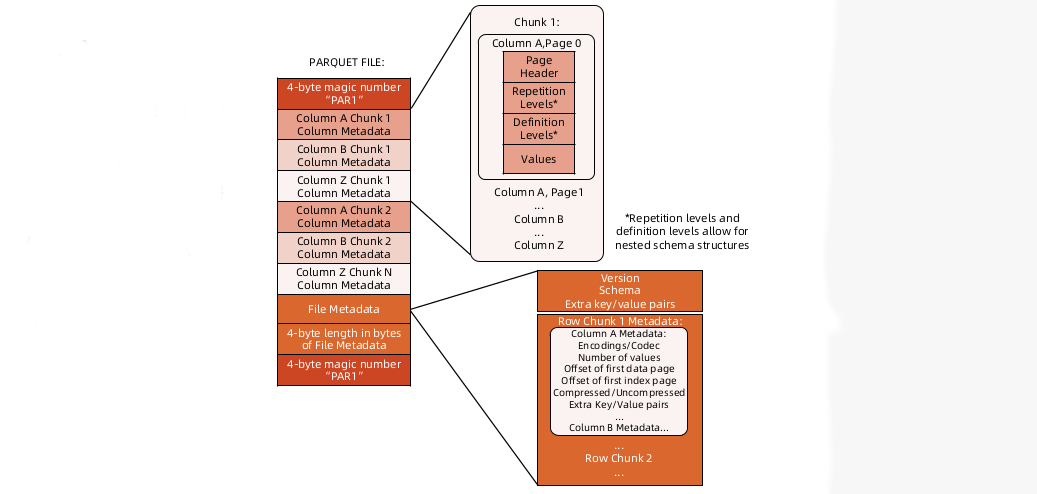 PARQUET FILE:
4-byte magic number
“PAR1”
Column A Chunk 1
Column Metadata
Column B Chunk 1
Column Metadata
Column Z Chunk 1
Column Metadata
Column A Chunk 2
Column Metadata
Column B Chunk 2
Column Metadata
Column Z Chunk N
Column Metadata
File Metadata
4-byte length in bytes
of File Metadata
4-byte magic number
“PAR1”
Chunk 1:
Column A,Page 0
Page
Header
Repetition
Levels*
Definition
Levels*
Values
Column A, Page 1
...
Column B
...
Column Z
*Repetition levels and
definition levels allow for
nested schema structures
Version
Schema
Extra key/value pairs
Row Chunk 1 Metadata:
Column A Metadata:
Encodings/Codec
Number of values
Offset of first data page
Offset of first index page
Compressed/Uncompressed
Extra Key/Value pairs
...
Column B Metadata...
...
Row Chunk 2
...